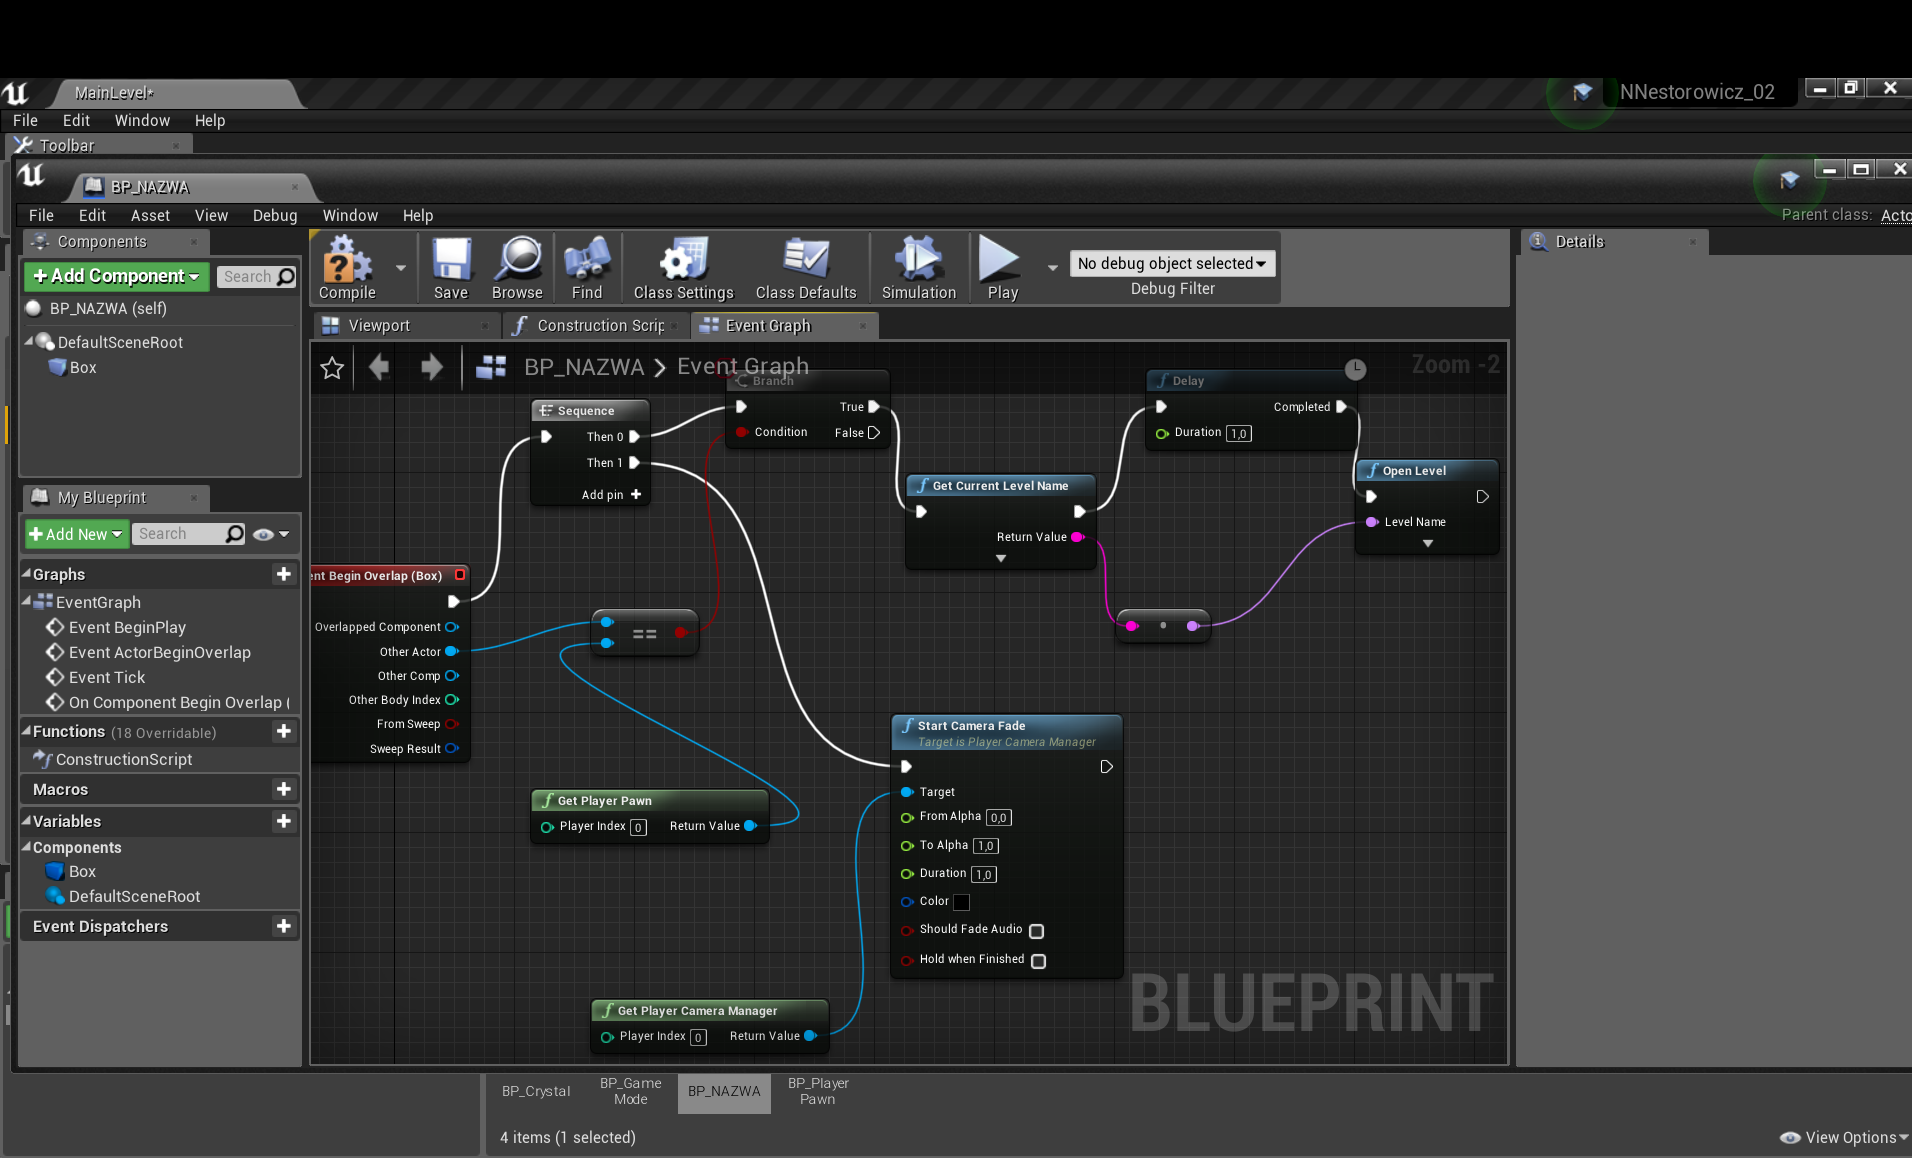 MainLevel*
NNestorowicz_02
File Edit Window Help
Toolbar
BP_NAZWA
File Edit Asset View Debug Window Help
Parent class: Acto
Components
Add Component
Search
BP_NAZWA (self)
DefaultSceneRoot
Box
Compile
Save
Browse
Find
Class Settings
Class Defaults
Simulation
Play
No debug object selected
Debug Filter
Details
Viewport
Construction Scrip
Event Graph
BP_NAZWA > Event Graph
Zoom -2
My Blueprint
Add New
Search
Graphs
EventGraph
Event BeginPlay
Event ActorBeginOverlap
Event Tick
On Component Begin Overlap (
Functions (18 Overridable)
ConstructionScript
Macros
Variables
Components
Box
DefaultSceneRoot
Event Dispatchers
Sequence
Then 0
Then 1
Add pin
Branch
True
Condition
False
Get Current Level Name
Return Value
Delay
Completed
Duration 1,0
Open Level
Level Name
ent Begin Overlap (Box)
Overlapped Component
Other Actor
Other Comp
Other Body Index
From Sweep
Sweep Result
==
Get Player Pawn
Player Index 0 Return Value
Start Camera Fade
Target is Player Camera Manager
Target
From Alpha 0,0
To Alpha 1,0
Duration 1,0
Color
Should Fade Audio
Hold when Finished
Get Player Camera Manager
Player Index 0 Return Value
BLUEPRINT
BP_Crystal
BP_Game
Mode
BP_NAZWA
BP_Player
Pawn
4 items (1 selected)
View Options